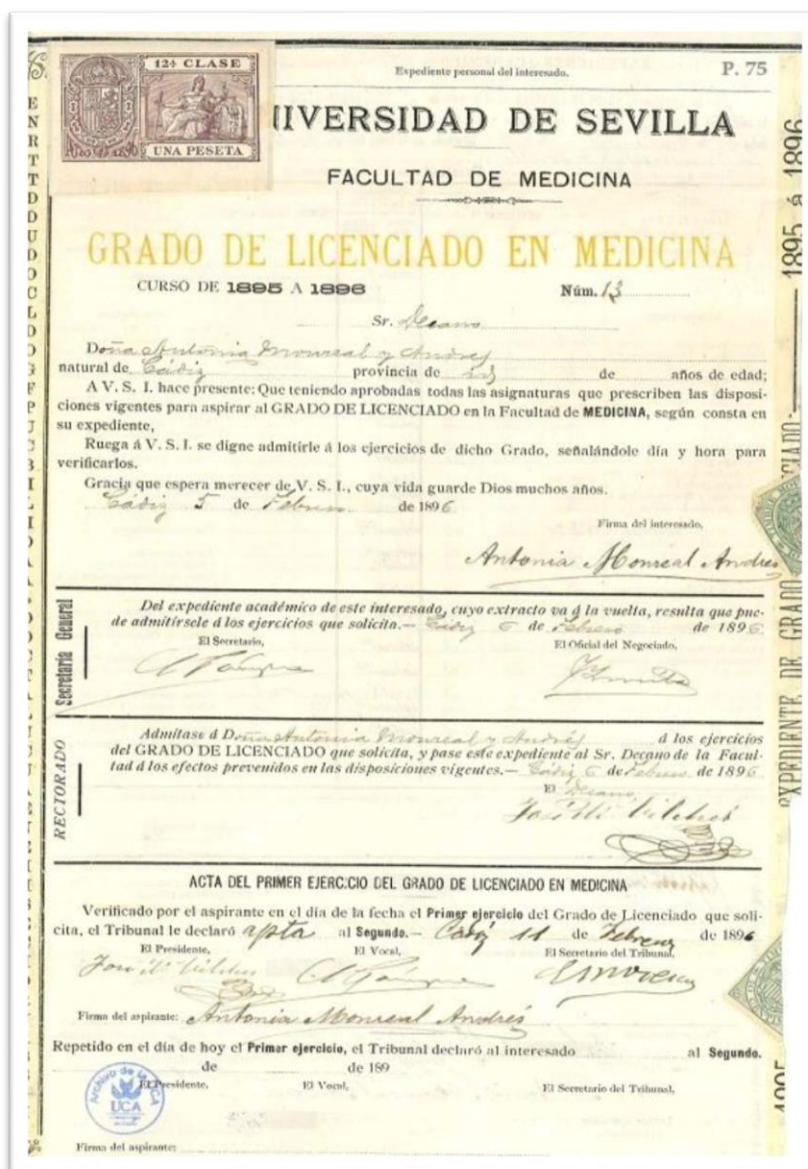 12ª CLASE
UNA PESETA
Expediente personal del interesado.
P. 75
IVERSIDAD DE SEVILLA
FACULTAD DE MEDICINA
GRADO DE LICENCIADO EN MEDICINA
CURSO DE 1895 A 1896
Núm. 13
Sr. Decano
Doña Antonia Monreal y Andrés
natural de Cádiz provincia de id de años de edad;
A V. S. I. hace presente: Que teniendo aprobadas todas las asignaturas que prescriben las disposi-
ciones vigentes para aspirar al GRADO DE LICENCIADO en la Facultad de MEDICINA, según consta en
su expediente,
Ruega á V. S. I. se digne admitirle á los ejercicios de dicho Grado, señalándole día y hora para
verificarlos.
Gracia que espera merecer de V. S. I., cuya vida guarde Dios muchos años.
Cádiz 5 de Febrero de 1896
Firma del interesado,
Antonia Monreal Andrés
Secretaría General
Del expediente académico de este interesado, cuyo extracto va á la vuelta, resulta que pue-
de admitírsele á los ejercicios que solicita.— Cádiz 6 de Febrero de 1896
El Secretario,
El Oficial del Negociado,
RECTORADO
Admítase á Doña Antonia Monreal y Andrés á los ejercicios
del GRADO DE LICENCIADO que solicita, y pase este expediente al Sr. Decano de la Facul-
tad á los efectos prevenidos en las disposiciones vigentes.— Cádiz 6 de Febrero de 1896
El Decano
José Mª Vilches
ACTA DEL PRIMER EJERCICIO DEL GRADO DE LICENCIADO EN MEDICINA
Verificado por el aspirante en el día de la fecha el Primer ejercicio del Grado de Licenciado que soli-
cita, el Tribunal le declaró apta al Segundo.— Cádiz 11 de Febrero de 1896
El Presidente,
El Vocal,
El Secretario del Tribunal,
José Mª Vilches
Firma del aspirante: Antonia Monreal Andrés
Repetido en el día de hoy el Primer ejercicio, el Tribunal declaró al interesado al Segundo.
de de 189
El Presidente,
El Vocal,
El Secretario del Tribunal,
Archivo de la UCA
UCA
Firma del aspirante:
1895 á 1896
EXPEDIENTE DE GRADO